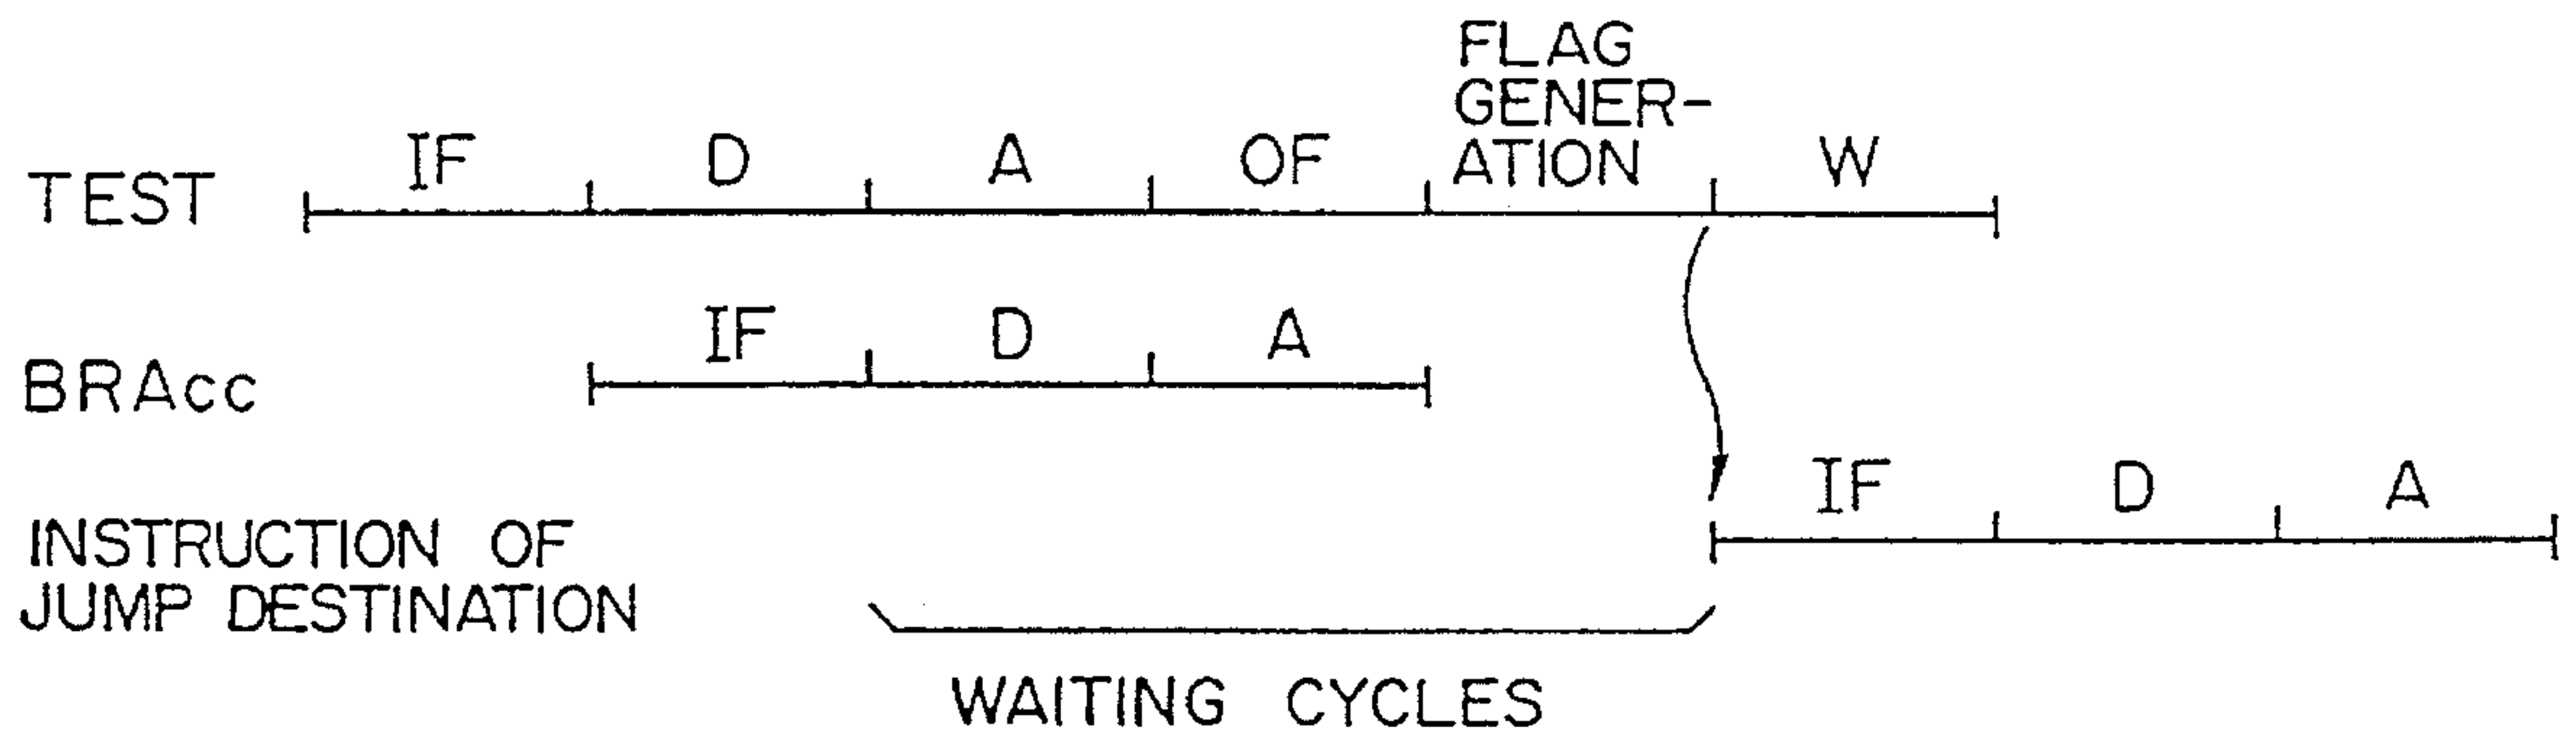 FLAG
GENER-
IF D A OF ATION W
TEST
IF D A
BRAcc
IF D A
INSTRUCTION OF
JUMP DESTINATION
WAITING CYCLES